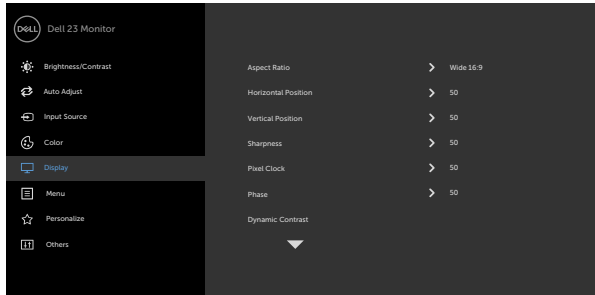 DELL Dell 23 Monitor
Brightness/Contrast
Auto Adjust
Input Source
Color
Display
Menu
Personalize
Others
Aspect Ratio Wide 16:9
Horizontal Position 50
Vertical Position 50
Sharpness 50
Pixel Clock 50
Phase 50
Dynamic Contrast